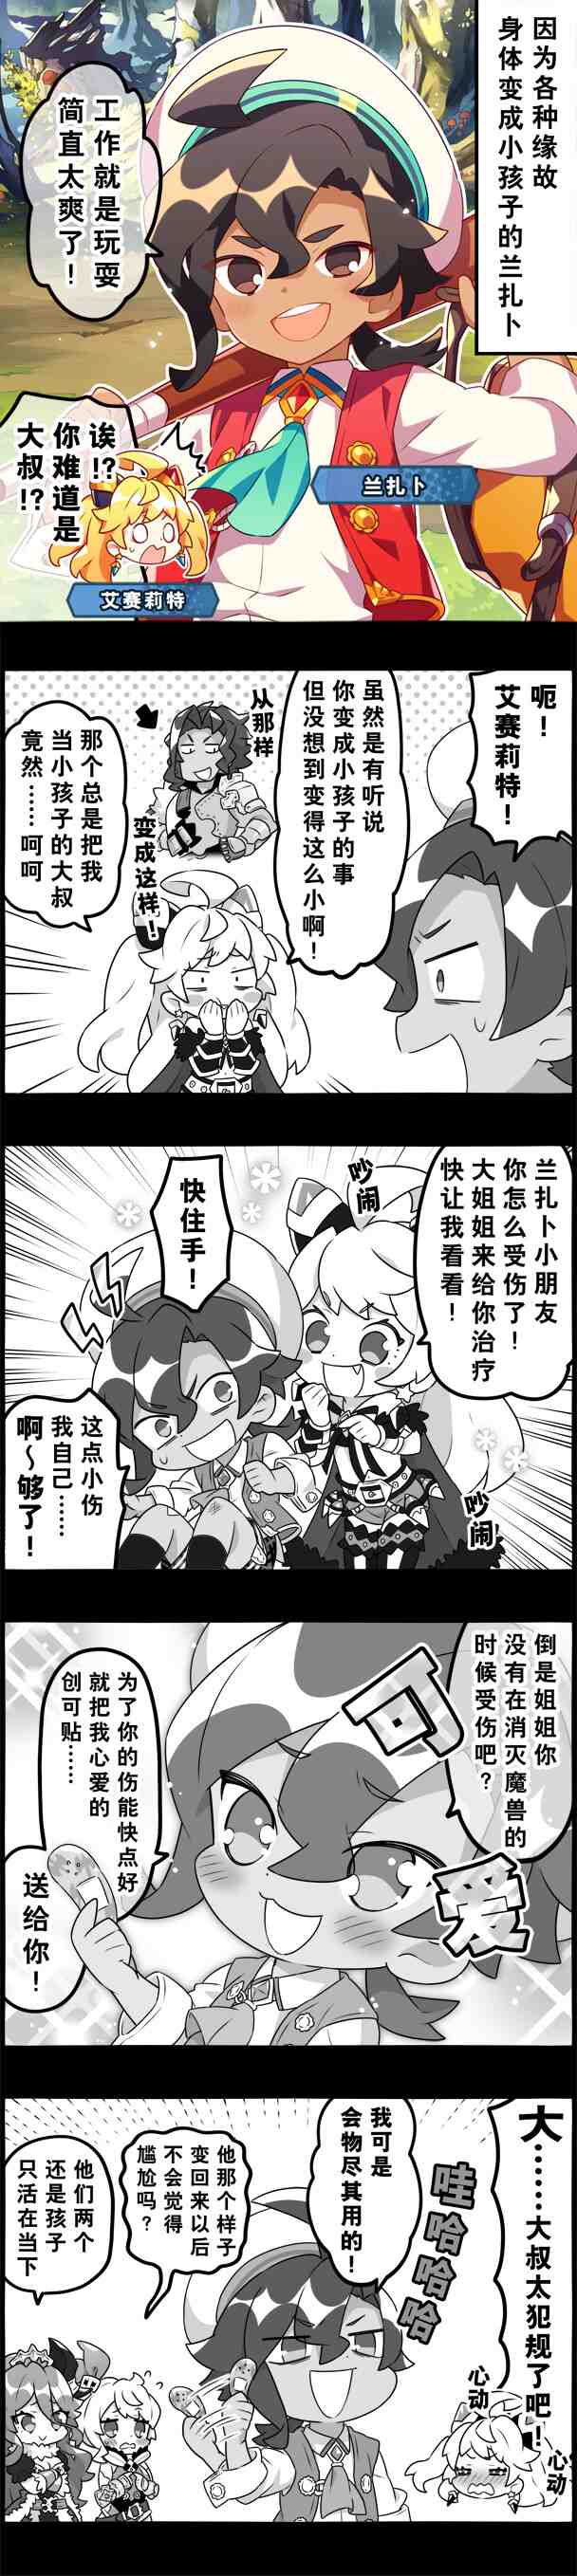 因为各种缘故
身体变成小孩子的兰扎卜
工作就是玩耍
简直太爽了！
兰扎卜
诶!?
你难道是
大叔!?
艾赛莉特
呃！
艾赛莉特！
虽然是有听说
你变成小孩子的事
但没想到变得这么小啊！
从那样
变成这样！
那个总是把我
当小孩子的大叔
竟然……呵呵
兰扎卜小朋友
你怎么受伤了！
大姐姐来给你治疗
快让我看看！
吵闹
快住手！
吵闹
这点小伤
我自己……
啊~够了！
倒是姐姐你
没有在消灭魔兽的
时候受伤吧？
可爱
为了你的伤能快点好
就把我心爱的
创可贴……
送给你！
大……大叔太犯规了吧！
心动
心动
哇哈哈哈
我可是
会物尽其用的！
他那个样子
变回来以后
不会觉得
尴尬吗？
他们两个
还是孩子
只活在当下